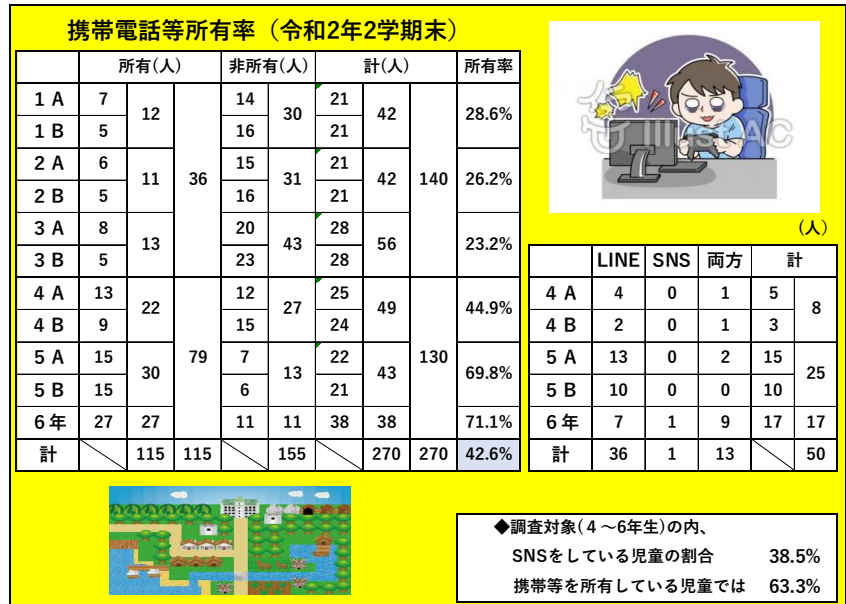 携帯電話等所有率（令和2年2学期末）
所有(人) 非所有(人) 計(人) 所有率
1 A 7 12 36 14 30 21 42 140 28.6%
1 B 5 16 21
2 A 6 11 15 31 21 42 26.2%
2 B 5 16 21
3 A 8 13 20 43 28 56 23.2%
3 B 5 23 28
4 A 13 22 79 12 27 25 49 130 44.9%
4 B 9 15 24
5 A 15 30 7 13 22 43 69.8%
5 B 15 6 21
6年 27 27 11 11 38 38 71.1%
計 115 115 155 270 270 42.6%
Illust AC
(人)
LINE SNS 両方 計
4 A 4 0 1 5 8
4 B 2 0 1 3
5 A 13 0 2 15 25
5 B 10 0 0 10
6年 7 1 9 17 17
計 36 1 13 50
◆調査対象(４～6年生)の内、
SNSをしている児童の割合 38.5%
携帯等を所有している児童では 63.3%